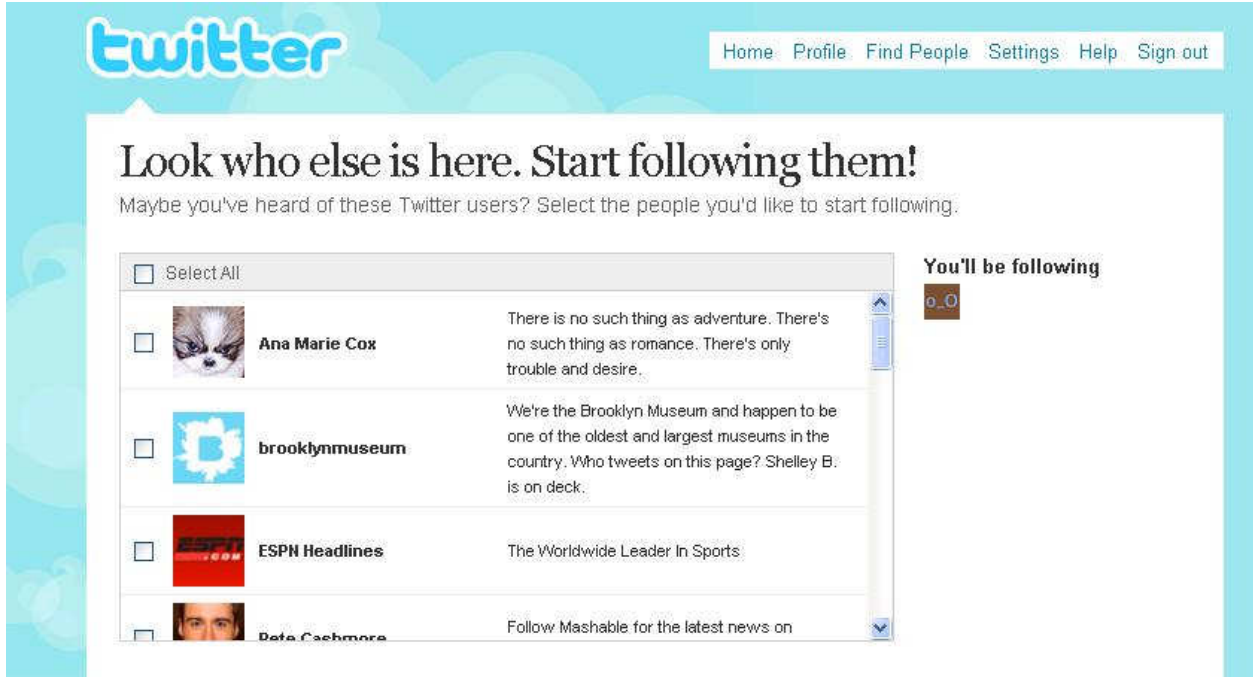 twitter
Home Profile Find People Settings Help Sign out
Look who else is here. Start following them!
Maybe you've heard of these Twitter users? Select the people you'd like to start following.
Select All
You'll be following
o_O
Ana Marie Cox
There is no such thing as adventure. There's
no such thing as romance. There's only
trouble and desire.
B
brooklynmuseum
We're the Brooklyn Museum and happen to be
one of the oldest and largest museums in the
country. Who tweets on this page? Shelley B.
is on deck.
ESPN
.COM
ESPN Headlines
The Worldwide Leader In Sports
Pete Cashmore
Follow Mashable for the latest news on